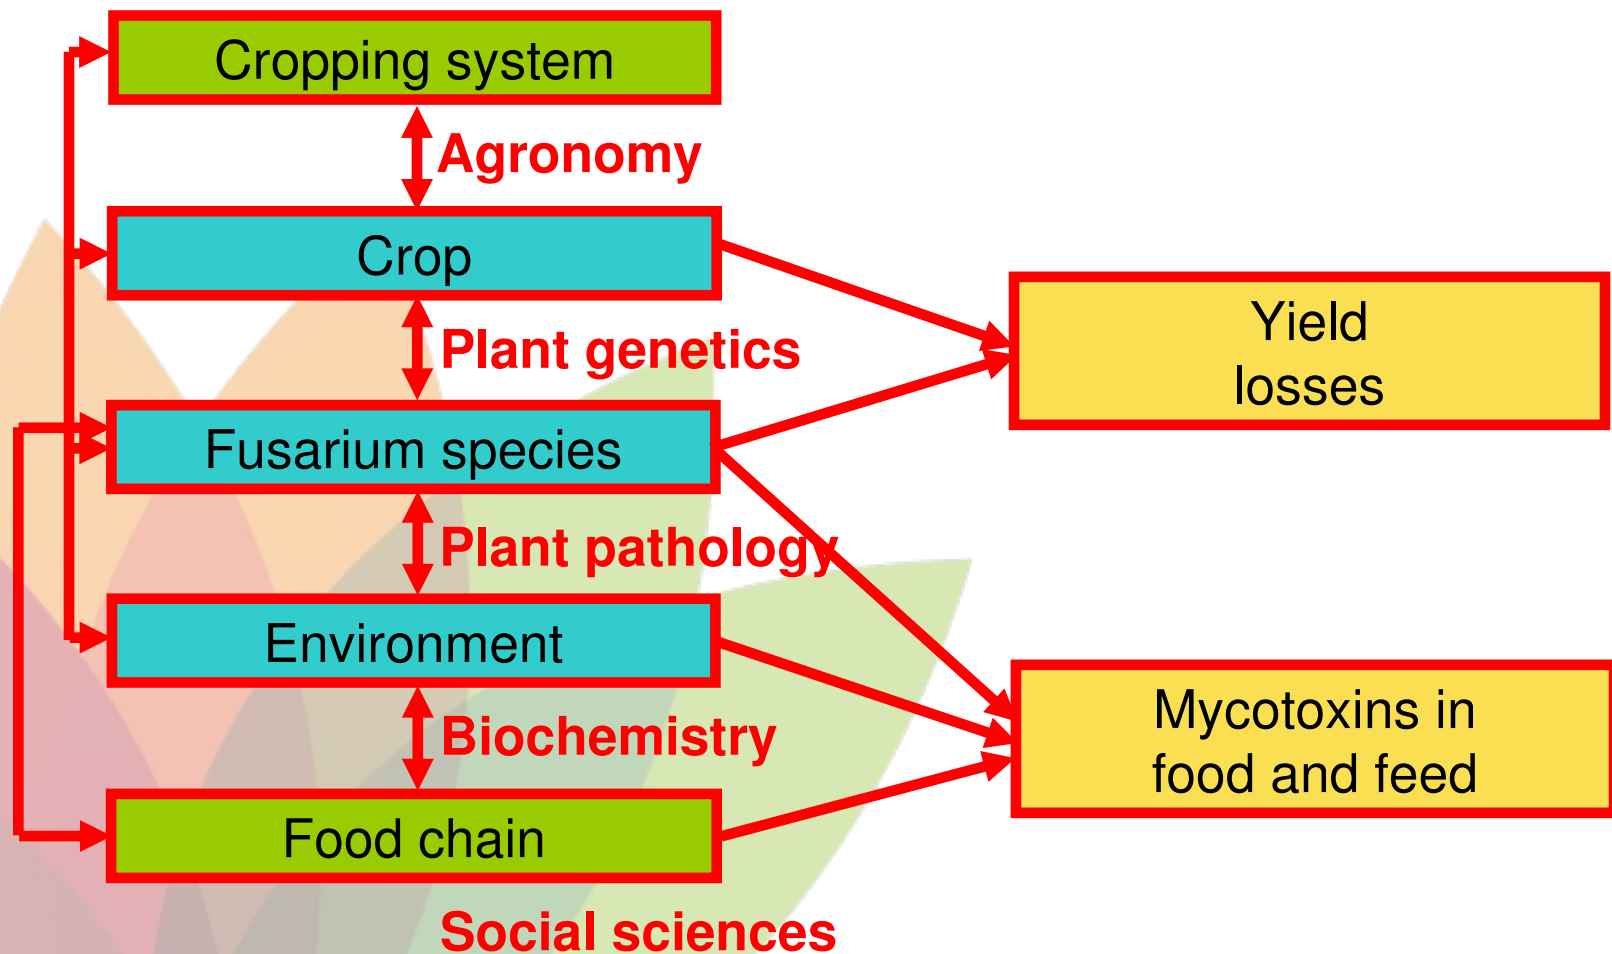 Cropping system
Agronomy
Crop
Plant genetics
Yield
losses
Fusarium species
Plant pathology
Environment
Mycotoxins in
food and feed
Biochemistry
Food chain
Social sciences